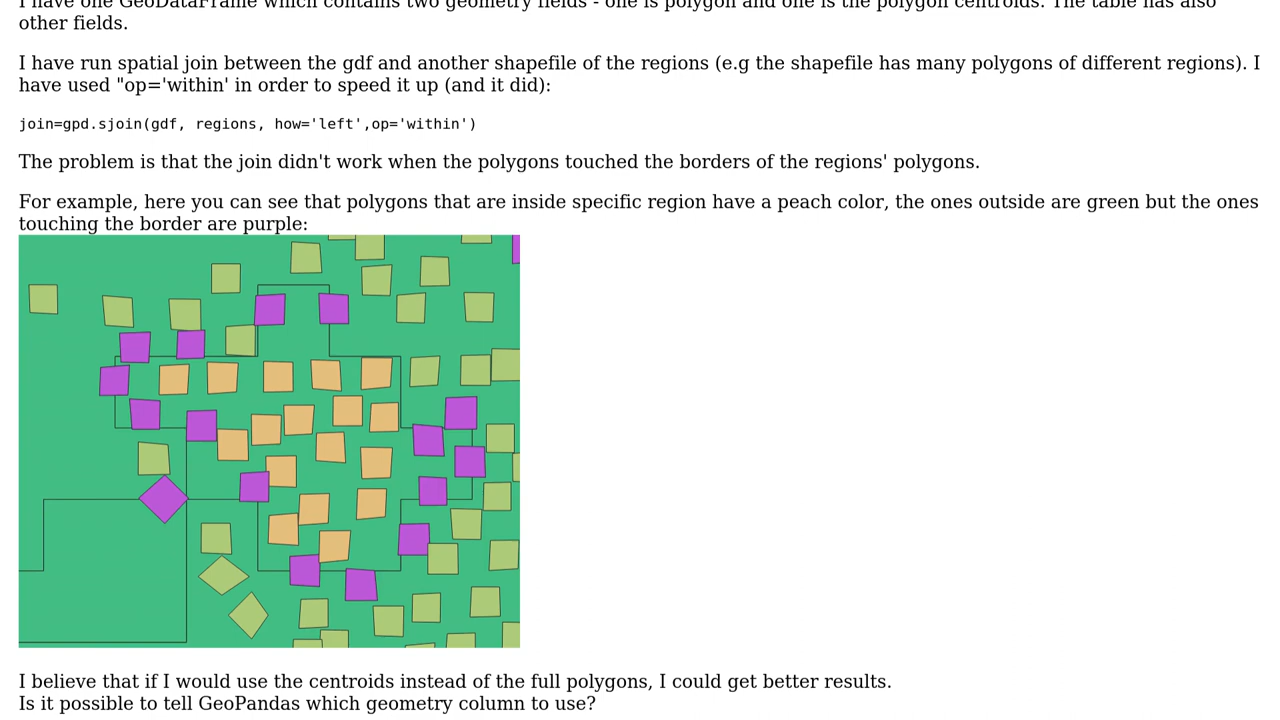 I have one GeoDataFrame which contains two geometry fields - one is polygon and one is the polygon centroids. The table has also
other fields.
I have run spatial join between the gdf and another shapefile of the regions (e.g the shapefile has many polygons of different regions). I
have used "op='within' in order to speed it up (and it did):
join=gpd.sjoin(gdf, regions, how='left',op='within')
The problem is that the join didn't work when the polygons touched the borders of the regions' polygons.
For example, here you can see that polygons that are inside specific region have a peach color, the ones outside are green but the ones
touching the border are purple:
I believe that if I would use the centroids instead of the full polygons, I could get better results.
Is it possible to tell GeoPandas which geometry column to use?